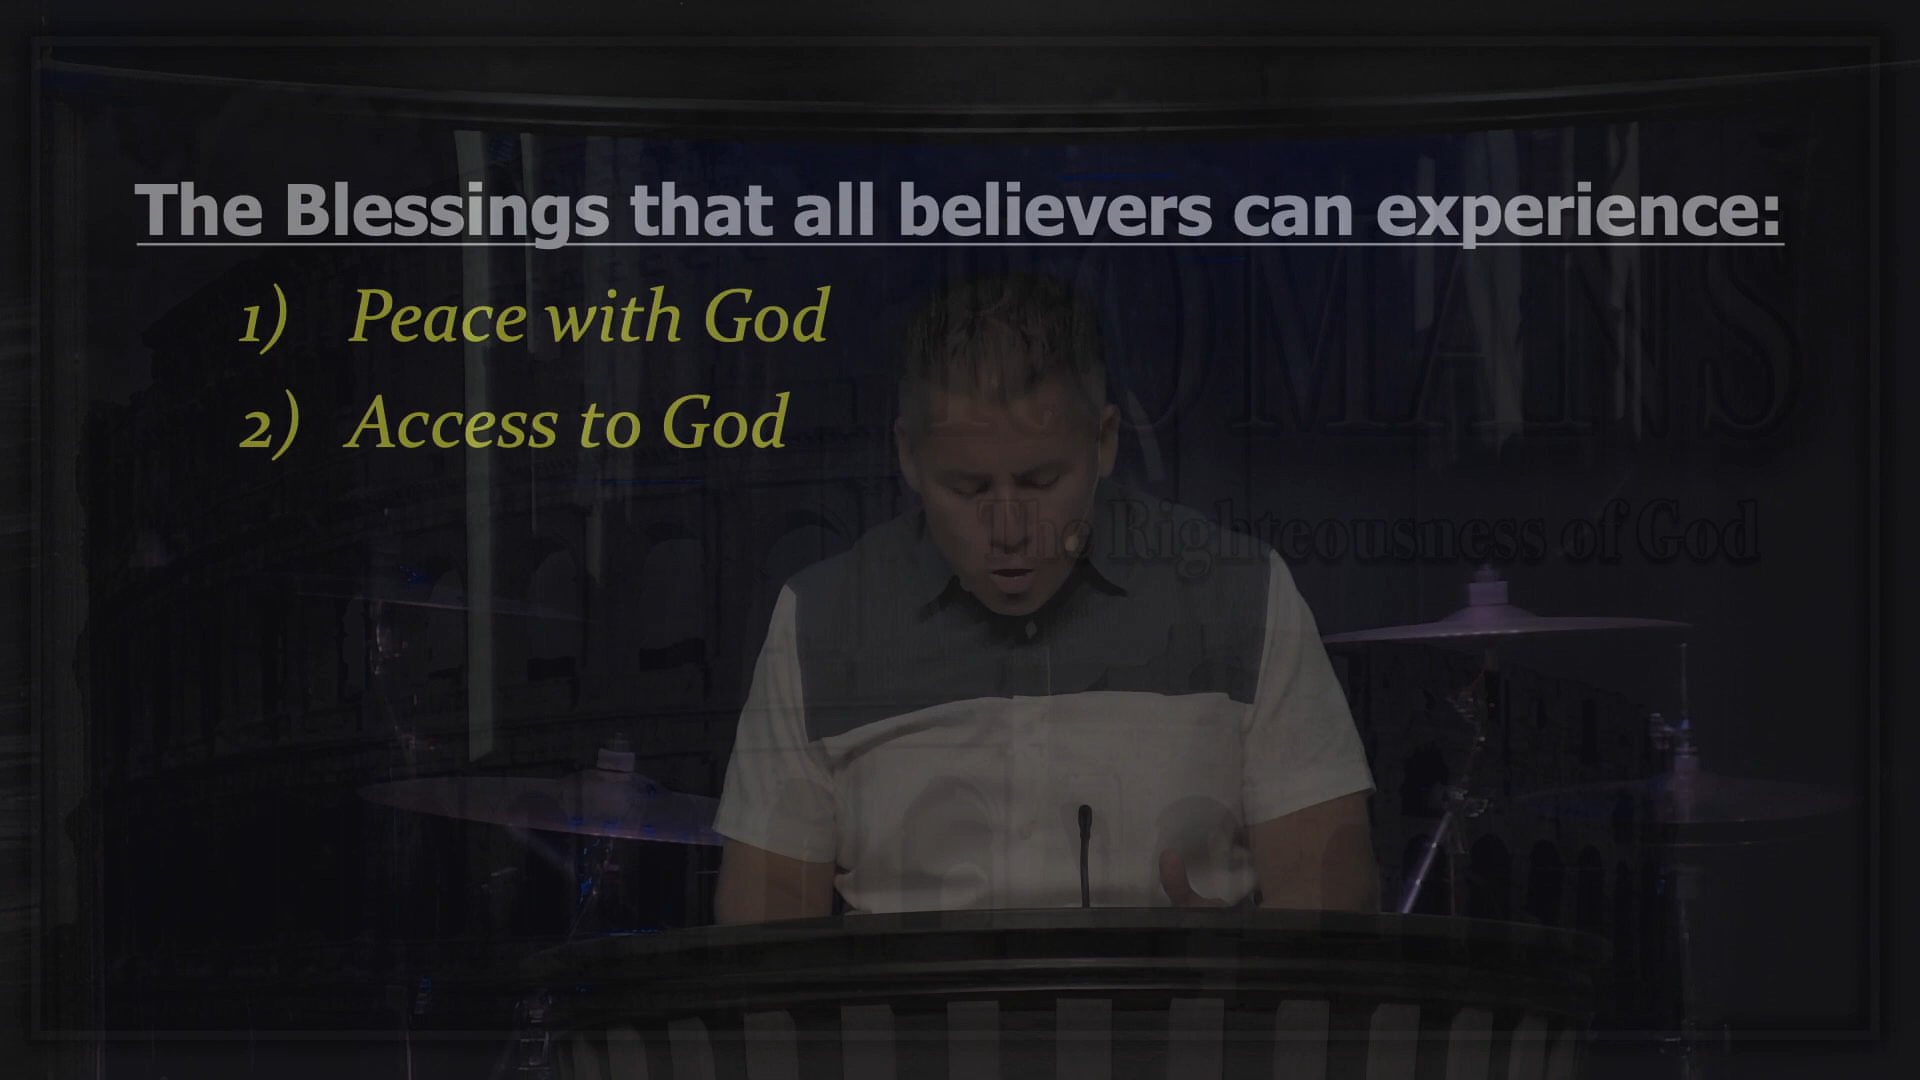 The Blessings that all believers can experience:
1) Peace with God
2) Access to God
ROMANS
The Righteousness of God